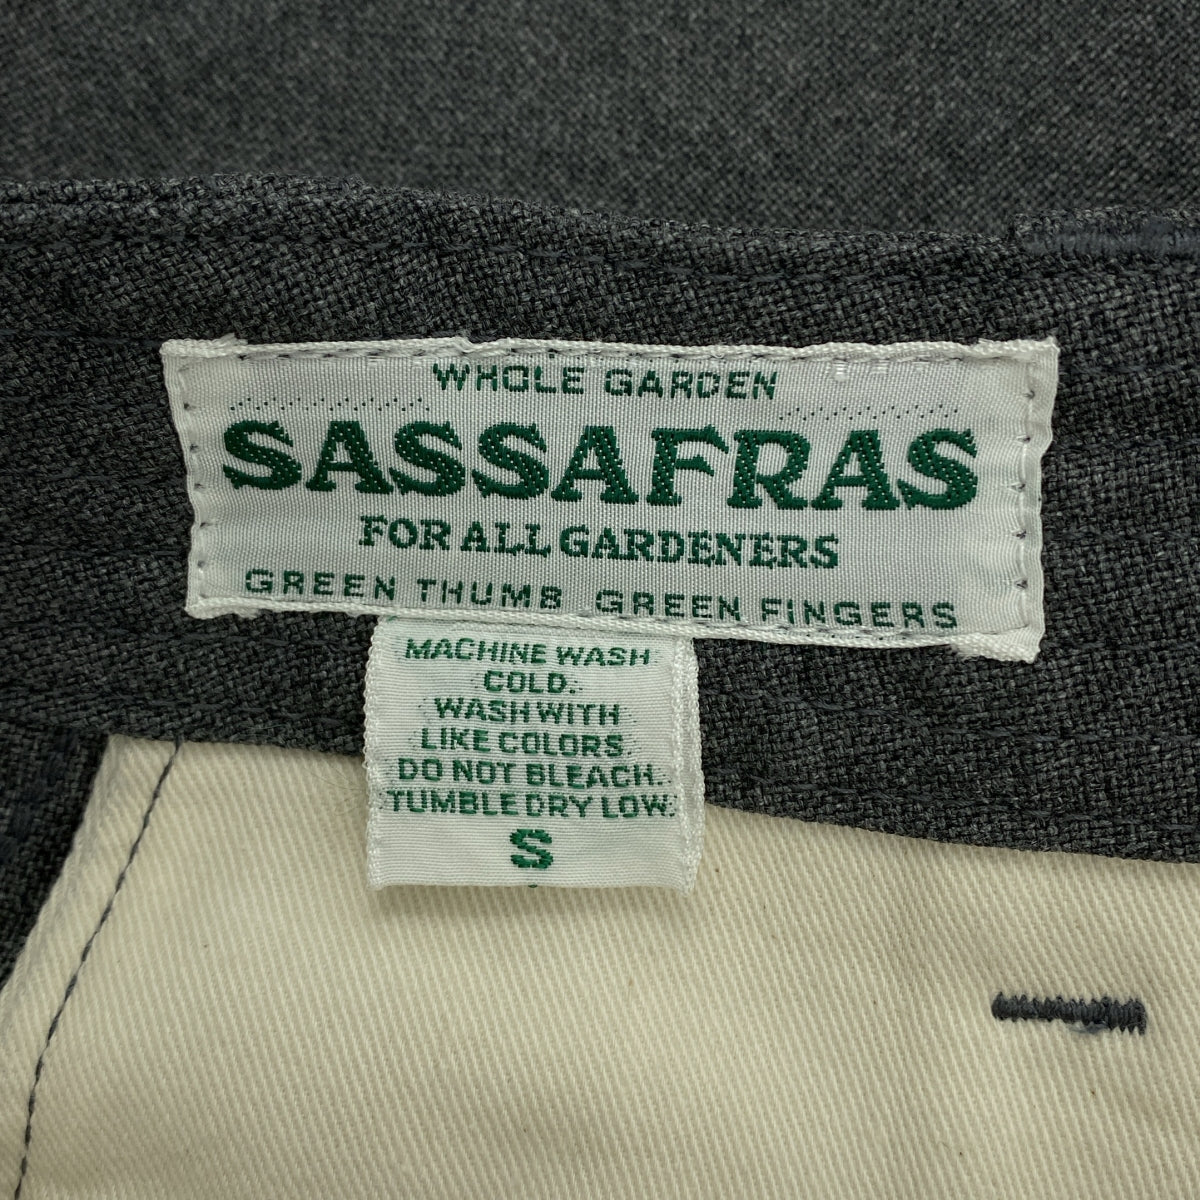 WHOLE GARDEN
SASSAFRAS
FOR ALL GARDENERS
GREEN THUMB GREEN FINGERS
MACHINE WASH
COLD.
WASH WITH
LIKE COLORS.
DO NOT BLEACH.
TUMBLE DRY LOW.
S